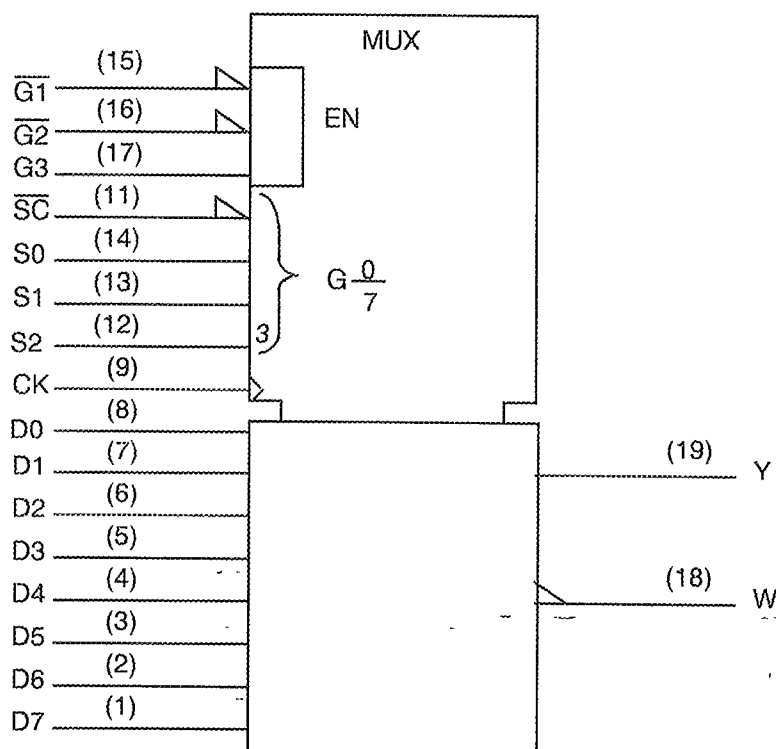 MUX
(15)
G1
EN
(16)
G2
(17)
G3
(11)
SC
(14)
S0
G 0/7
(13)
S1
(12)
S2
3
(9)
CK
(8)
D0
(7)
D1
(19)
Y
(6)
D2
(5)
D3
(4)
D4
(18)
W
(3)
D5
(2)
D6
(1)
D7